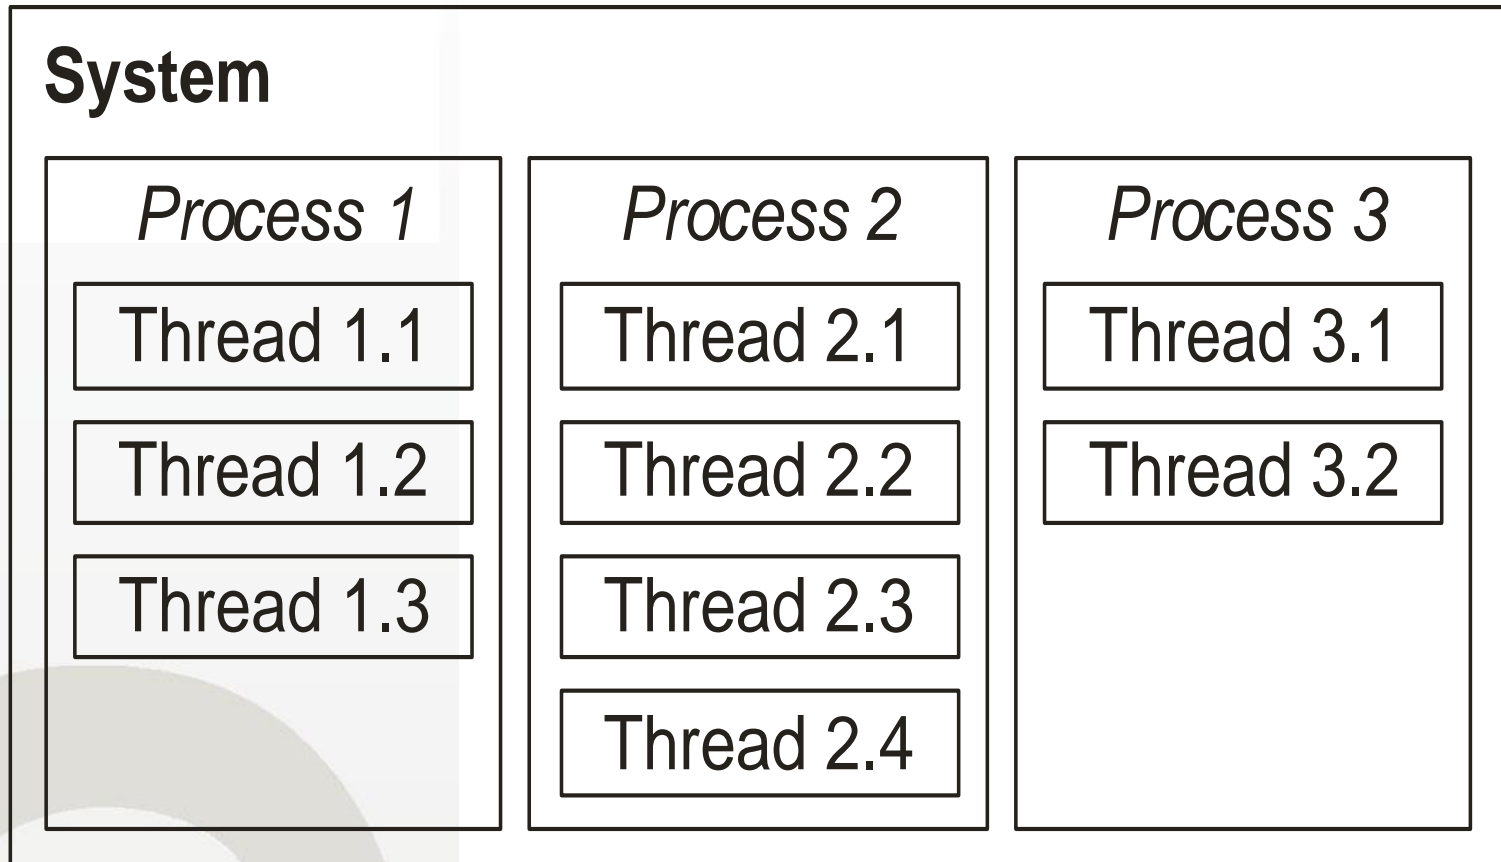 System
Process 1
Thread 1.1
Thread 1.2
Thread 1.3
Process 2
Thread 2.1
Thread 2.2
Thread 2.3
Thread 2.4
Process 3
Thread 3.1
Thread 3.2